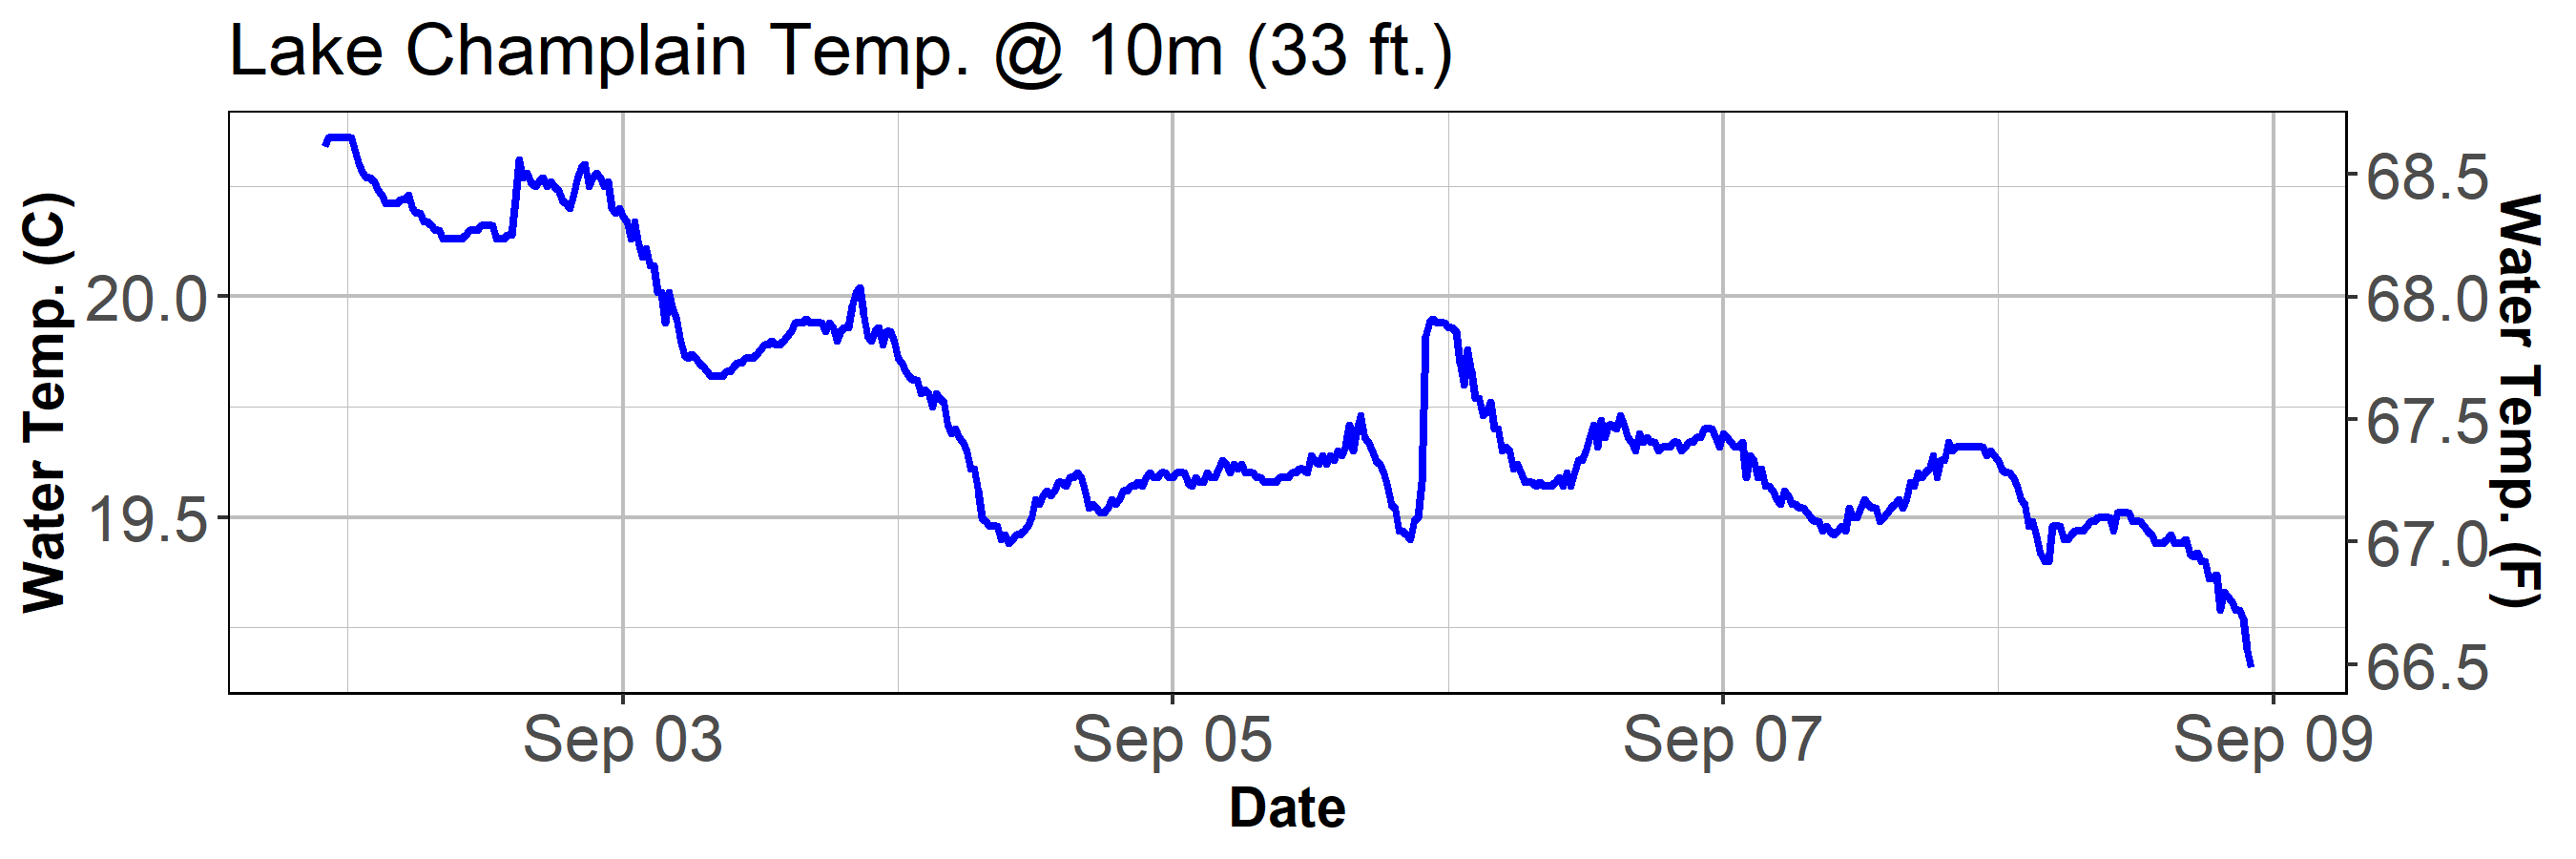 Lake Champlain Temp. @ 10m (33 ft.)
Water Temp. (C)
20.0
19.5
68.5
68.0
67.5
67.0
66.5
Water Temp. (F)
Sep 03
Sep 05
Sep 07
Sep 09
Date